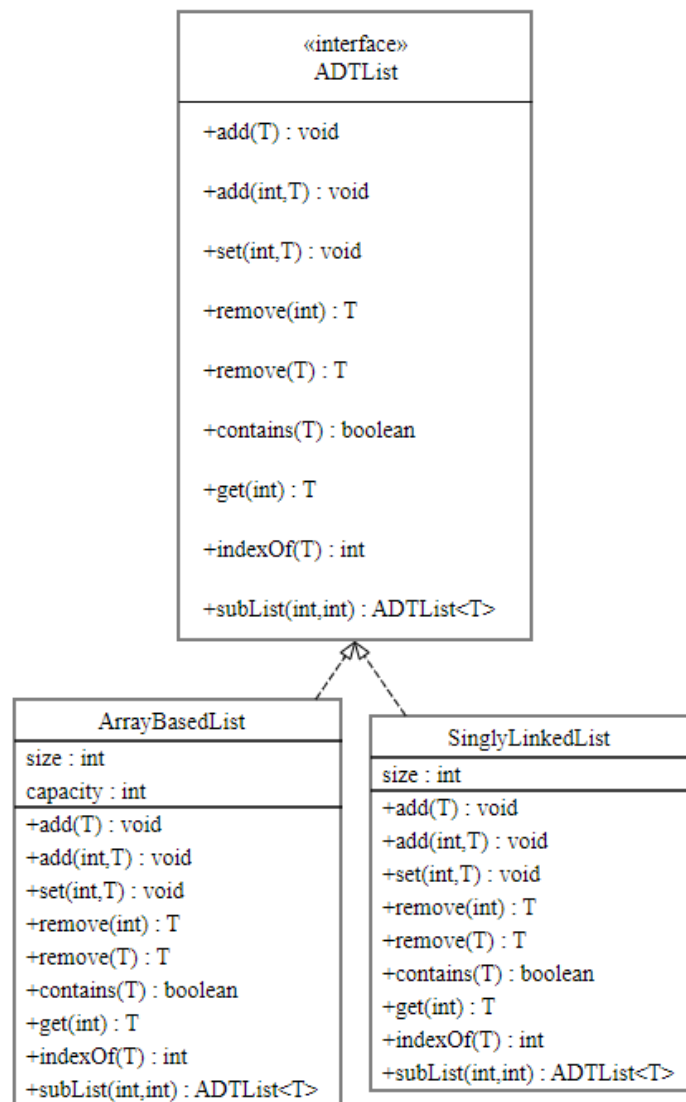 «interface»
ADTList
+add(T) : void
+add(int,T) : void
+set(int,T) : void
+remove(int) : T
+remove(T) : T
+contains(T) : boolean
+get(int) : T
+indexOf(T) : int
+subList(int,int) : ADTList<T>
ArrayBasedList
size : int
capacity : int
+add(T) : void
+add(int,T) : void
+set(int,T) : void
+remove(int) : T
+remove(T) : T
+contains(T) : boolean
+get(int) : T
+indexOf(T) : int
+subList(int,int) : ADTList<T>
SinglyLinkedList
size : int
+add(T) : void
+add(int,T) : void
+set(int,T) : void
+remove(int) : T
+remove(T) : T
+contains(T) : boolean
+get(int) : T
+indexOf(T) : int
+subList(int,int) : ADTList<T>